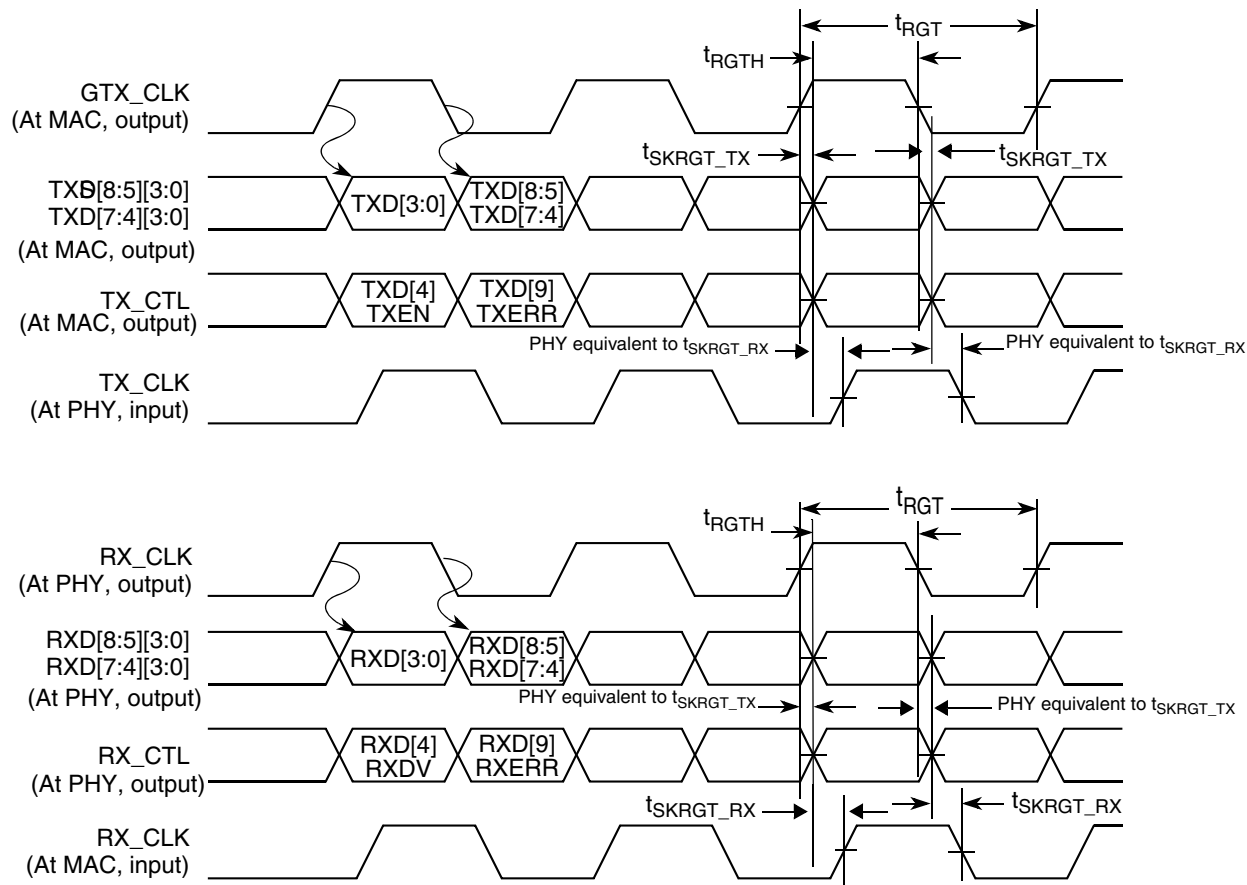 tRGT
tRGTH
GTX_CLK
(At MAC, output)
tSKRGT_TX
tSKRGT_TX
TXD[8:5][3:0]
TXD[7:4][3:0]
(At MAC, output)
TXD[3:0]
TXD[8:5]
TXD[7:4]
TX_CTL
(At MAC, output)
TXD[4]
TXEN
TXD[9]
TXERR
PHY equivalent to tSKRGT_RX
PHY equivalent to tSKRGT_RX
TX_CLK
(At PHY, input)
tRGT
tRGTH
RX_CLK
(At PHY, output)
RXD[8:5][3:0]
RXD[7:4][3:0]
(At PHY, output)
RXD[3:0]
RXD[8:5]
RXD[7:4]
PHY equivalent to tSKRGT_TX
PHY equivalent to tSKRGT_TX
RX_CTL
(At PHY, output)
RXD[4]
RXDV
RXD[9]
RXERR
tSKRGT_RX
tSKRGT_RX
RX_CLK
(At MAC, input)